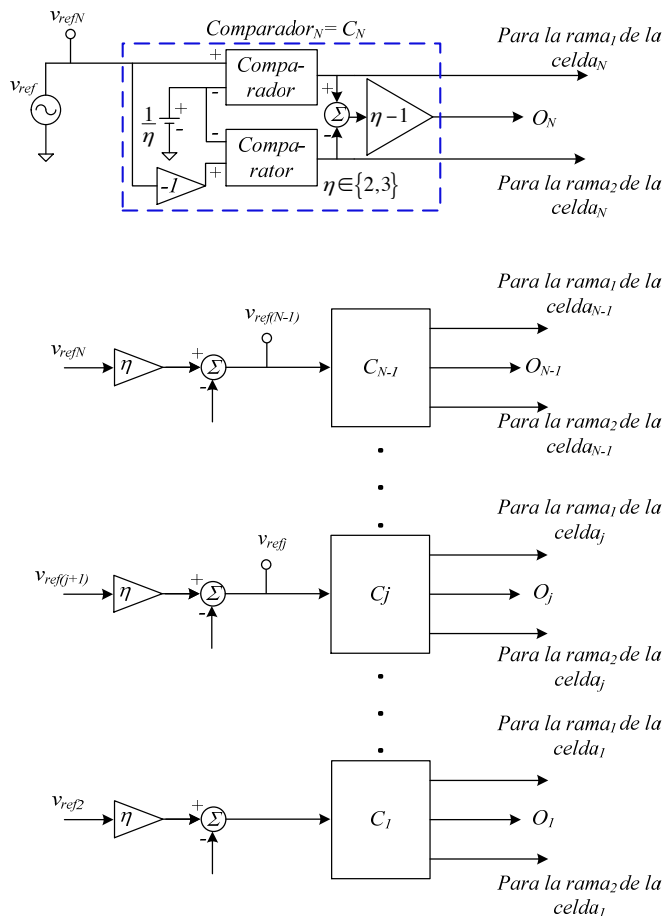 Comparador_N = C_N
v_refN
v_ref
+
Compa-
rador
-
1/η
+
-
-
Compa-
rator
+
-1
+
Σ
-
η-1
η∈{2,3}
Para la rama_1 de la
celda_N
O_N
Para la rama_2 de la
celda_N
v_refN
η
+
Σ
-
v_ref(N-1)
C_N-1
Para la rama_1 de la
celda_N-1
O_N-1
Para la rama_2 de la
celda_N-1
v_ref(j+1)
η
+
Σ
-
v_refj
Cj
Para la rama_1 de la
celda_j
O_j
Para la rama_2 de la
celda_j
v_ref2
η
+
Σ
-
C_1
Para la rama_1 de la
celda_1
O_1
Para la rama_2 de la
celda_1